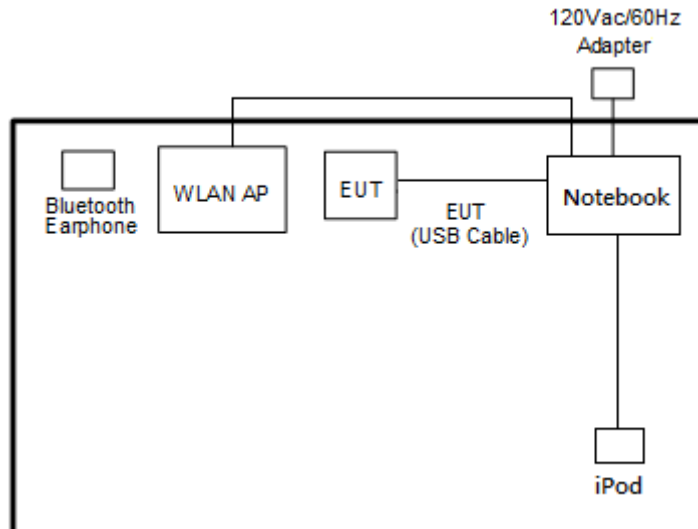 120Vac/60Hz
Adapter
Bluetooth
Earphone
WLAN AP
EUT
EUT
(USB Cable)
Notebook
iPod